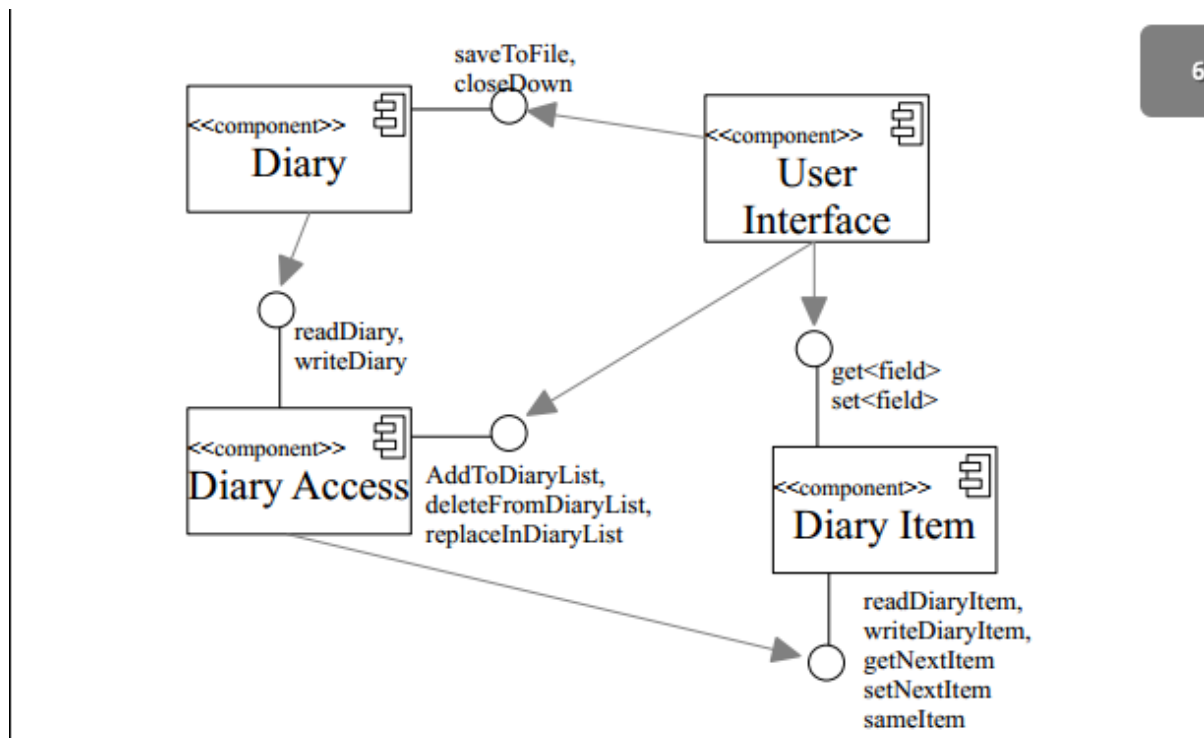 saveToFile,
closeDown
6
<<component>>
Diary
<<component>>
User
Interface
readDiary,
writeDiary
get<field>
set<field>
<<component>>
Diary Access
AddToDiaryList,
deleteFromDiaryList,
replaceInDiaryList
<<component>>
Diary Item
readDiaryItem,
writeDiaryItem,
getNextItem
setNextItem
sameItem